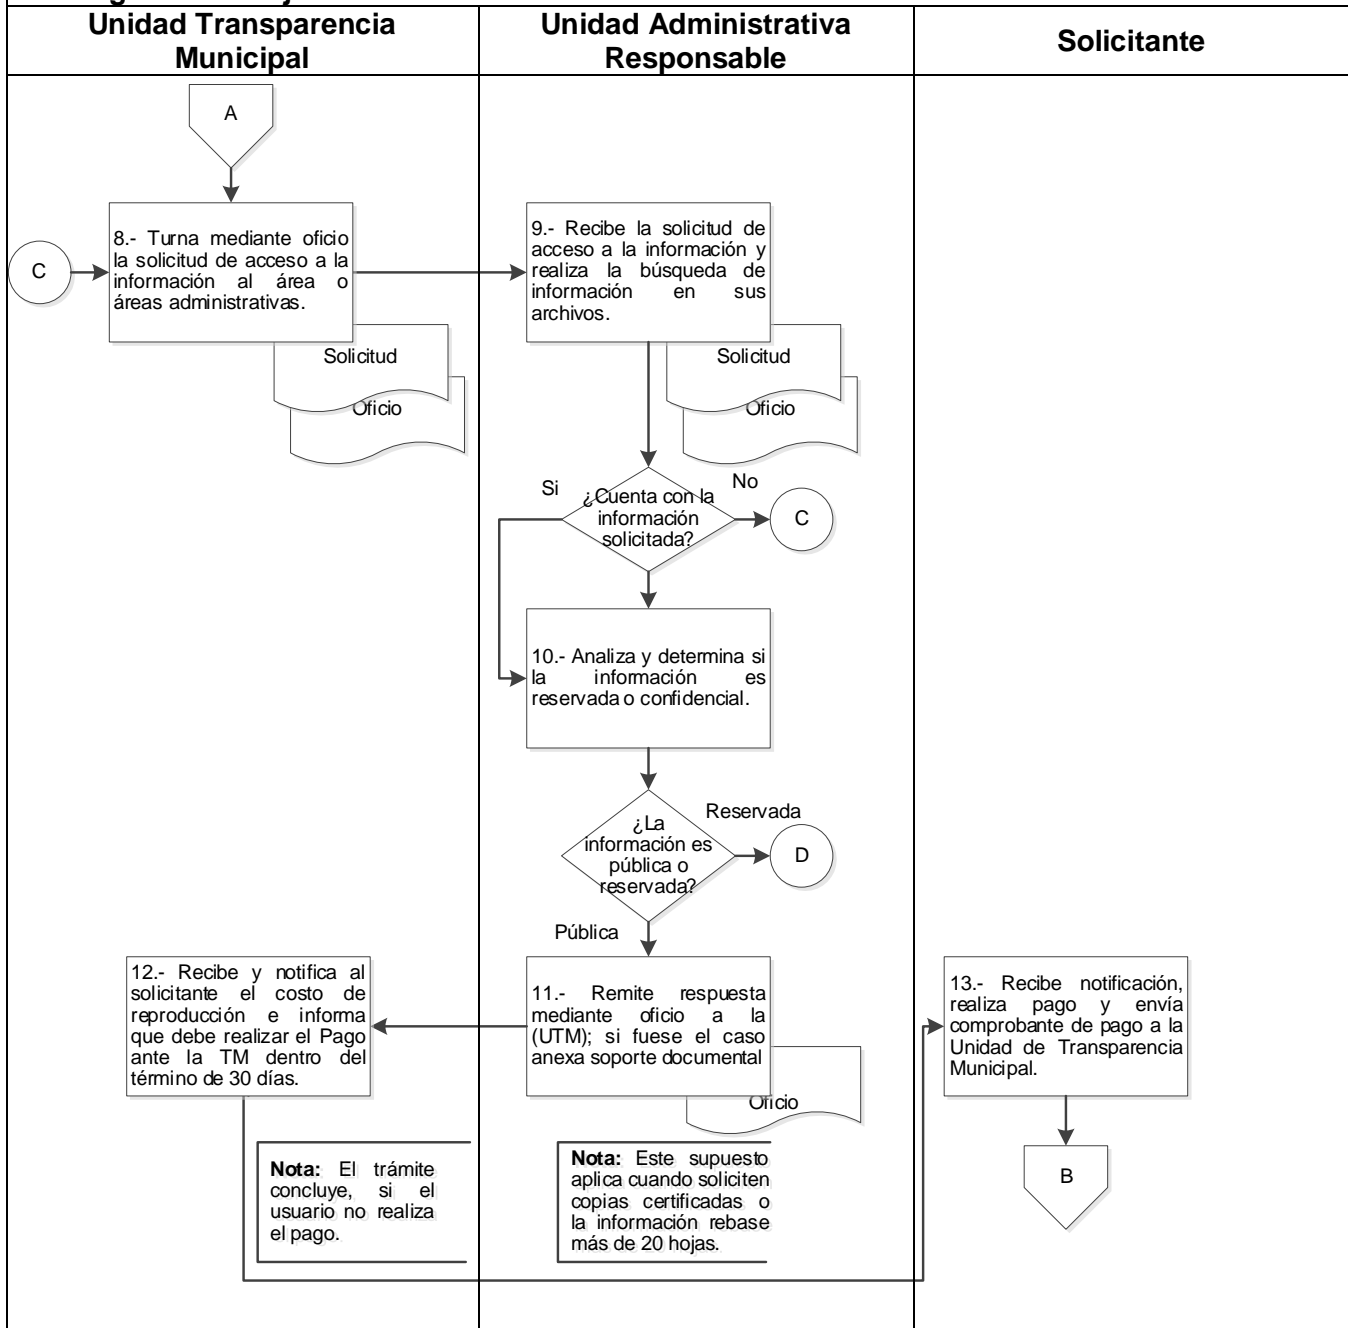 Unidad Transparencia
Municipal
Unidad Administrativa
Responsable
Solicitante
A
C
8.- Turna mediante oficio
la solicitud de acceso a la
información al área o
áreas administrativas.
Solicitud
Oficio
9.- Recibe la solicitud de
acceso a la información y
realiza la búsqueda de
información en sus
archivos.
Solicitud
Oficio
Si
¿Cuenta con la
información
solicitada?
No
C
10.- Analiza y determina si
la información es
reservada o confidencial.
¿La
información es
pública o
reservada?
Reservada
D
Pública
12.- Recibe y notifica al
solicitante el costo de
reproducción e informa
que debe realizar el Pago
ante la TM dentro del
término de 30 días.
11.- Remite respuesta
mediante oficio a la
(UTM); si fuese el caso
anexa soporte documental
Oficio
13.- Recibe notificación,
realiza pago y envía
comprobante de pago a la
Unidad de Transparencia
Municipal.
Nota: El trámite
concluye, si el
usuario no realiza
el pago.
Nota: Este supuesto
aplica cuando soliciten
copias certificadas o
la información rebase
más de 20 hojas.
B